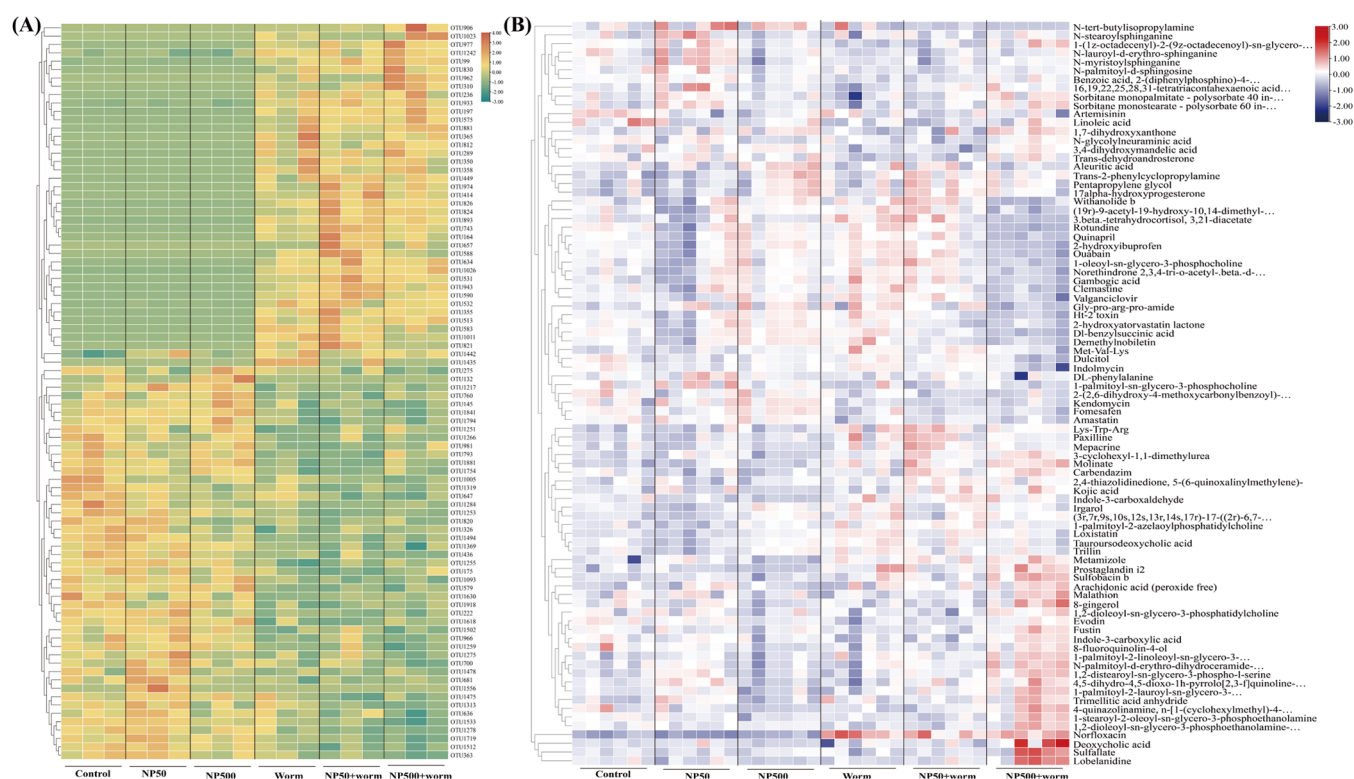 (A)
OTU906
OTU1023
OTU977
OTU1242
OTU99
OTU830
OTU962
OTU310
OTU236
OTU933
OTU197
OTU575
OTU881
OTU365
OTU812
OTU289
OTU350
OTU358
OTU449
OTU974
OTU414
OTU826
OTU824
OTU893
OTU743
OTU164
OTU657
OTU588
OTU634
OTU1026
OTU531
OTU943
OTU590
OTU532
OTU355
OTU513
OTU583
OTU1011
OTU821
OTU1442
OTU1435
OTU275
OTU132
OTU1217
OTU760
OTU145
OTU1841
OTU1794
OTU1251
OTU1266
OTU981
OTU793
OTU1881
OTU1754
OTU1005
OTU1319
OTU647
OTU1284
OTU1253
OTU820
OTU326
OTU1494
OTU1369
OTU436
OTU1255
OTU175
OTU1093
OTU579
OTU1630
OTU1918
OTU222
OTU1618
OTU1502
OTU966
OTU1259
OTU1275
OTU700
OTU1478
OTU681
OTU1556
OTU1475
OTU1313
OTU636
OTU1533
OTU1278
OTU1719
OTU1512
OTU363
4.00
3.00
2.00
1.00
0.00
-1.00
-2.00
-3.00
Control NP50 NP500 Worm NP50+worm NP500+worm
(B)
N-tert-butylisopropylamine
N-stearoylsphinganine
1-(1z-octadecenyl)-2-(9z-octadecenoyl)-sn-glycero-…
N-lauroyl-d-erythro-sphinganine
N-myristoylsphinganine
N-palmitoyl-d-sphingosine
Benzoic acid, 2-(diphenylphosphino)-4-…
16,19,22,25,28,31-tetratriacontahexaenoic acid…
Sorbitane monopalmitate - polysorbate 40 in-…
Sorbitane monostearate - polysorbate 60 in-…
Artemisinin
Linoleic acid
1,7-dihydroxyxanthone
N-glycolylneuraminic acid
3,4-dihydroxymandelic acid
Trans-dehydroandrosterone
Aleuritic acid
Trans-2-phenylcyclopropylamine
Pentapropylene glycol
17alpha-hydroxyprogesterone
Withanolide b
(19r)-9-acetyl-19-hydroxy-10,14-dimethyl-…
3.beta.-tetrahydrocortisol, 3,21-diacetate
Rotundine
Quinapril
2-hydroxyibuprofen
Ouabain
1-oleoyl-sn-glycero-3-phosphocholine
Norethindrone 2,3,4-tri-o-acetyl-.beta.-d-…
Gambogic acid
Clemastine
Valganciclovir
Gly-pro-arg-pro-amide
Ht-2 toxin
2-hydroxyatorvastatin lactone
Dl-benzylsuccinic acid
Demethylnobiletin
Met-Val-Lys
Dulcitol
Indolmycin
DL-phenylalanine
1-palmitoyl-sn-glycero-3-phosphocholine
2-(2,6-dihydroxy-4-methoxycarbonylbenzoyl)-…
Kendomycin
Fomesafen
Amastatin
Lys-Trp-Arg
Paxilline
Mepacrine
3-cyclohexyl-1,1-dimethylurea
Molinate
Carbendazim
2,4-thiazolidinedione, 5-(6-quinoxalinylmethylene)-
Kojic acid
Indole-3-carboxaldehyde
Irgarol
(3r,7r,9s,10s,12s,13r,14s,17r)-17-((2r)-6,7-…
1-palmitoyl-2-azelaoylphosphatidylcholine
Loxistatin
Tauroursodeoxycholic acid
Trillin
Metamizole
Prostaglandin i2
Sulfobacin b
Arachidonic acid (peroxide free)
Malathion
8-gingerol
1,2-dioleoyl-sn-glycero-3-phosphatidylcholine
Evodin
Fustin
Indole-3-carboxylic acid
8-fluoroquinolin-4-ol
1-palmitoyl-2-linoleoyl-sn-glycero-3-…
N-palmitoyl-d-erythro-dihydroceramide-…
1,2-distearoyl-sn-glycero-3-phospho-l-serine
4,5-dihydro-4,5-dioxo-1h-pyrrolo[2,3-f]quinoline-…
1-palmitoyl-2-lauroyl-sn-glycero-3-…
Trimellitic anhydride
4-quinazolinamine, n-[1-(cyclohexylmethyl)-4-…
1-stearoyl-2-oleoyl-sn-glycero-3-phosphoethanolamine
1,2-dioleoyl-sn-glycero-3-phosphoethanolamine-…
Norfloxacin
Deoxycholic acid
Sulfallate
Lobelanidine
3.00
2.00
1.00
0.00
-1.00
-2.00
-3.00
Control NP50 NP500 Worm NP50+worm NP500+worm